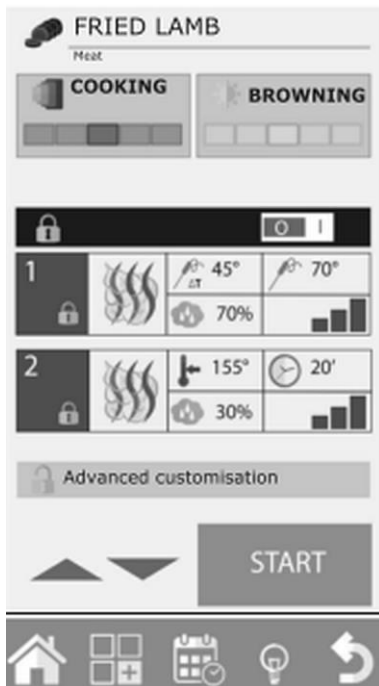 FRIED LAMB
Meat
COOKING
BROWNING
O I
1
ΔT 45° 70°
70%
2
155° 20'
30%
Advanced customisation
START